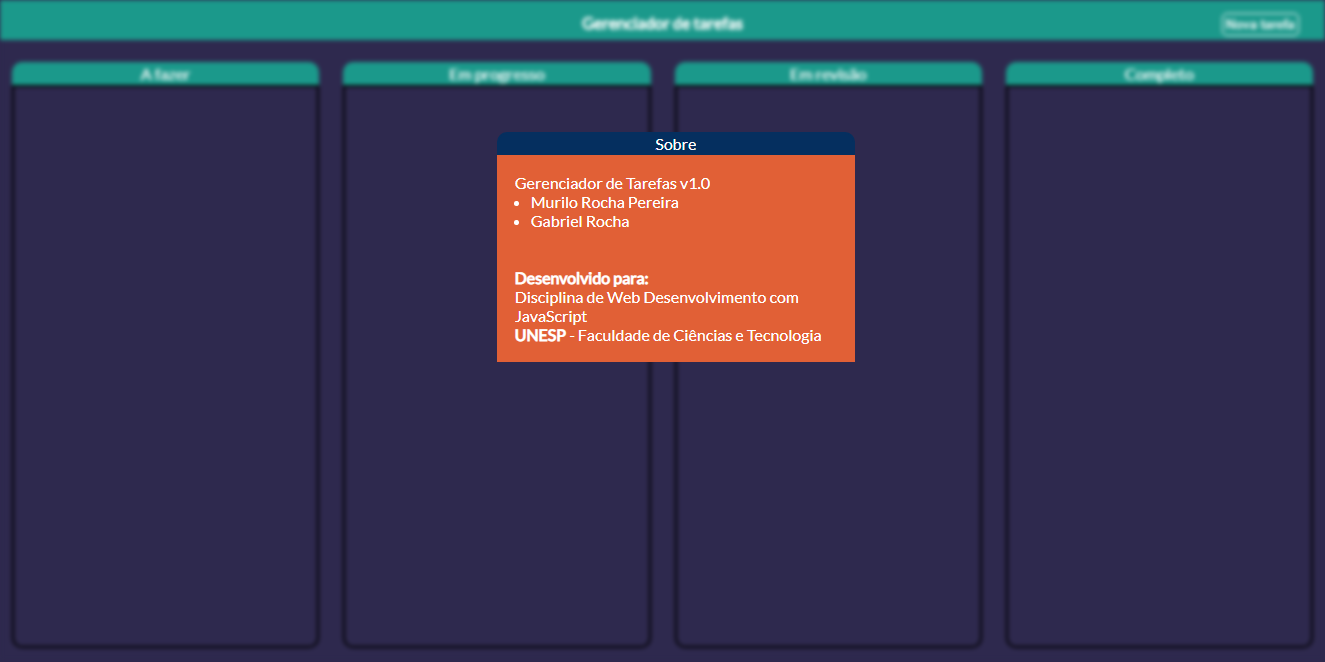 Gerenciador de tarefas
Nova tarefa
A fazer
Em progresso
Em revisão
Completo
Sobre
Gerenciador de Tarefas v1.0
• Murilo Rocha Pereira
• Gabriel Rocha
Desenvolvido para:
Disciplina de Web Desenvolvimento com
JavaScript
UNESP - Faculdade de Ciências e Tecnologia